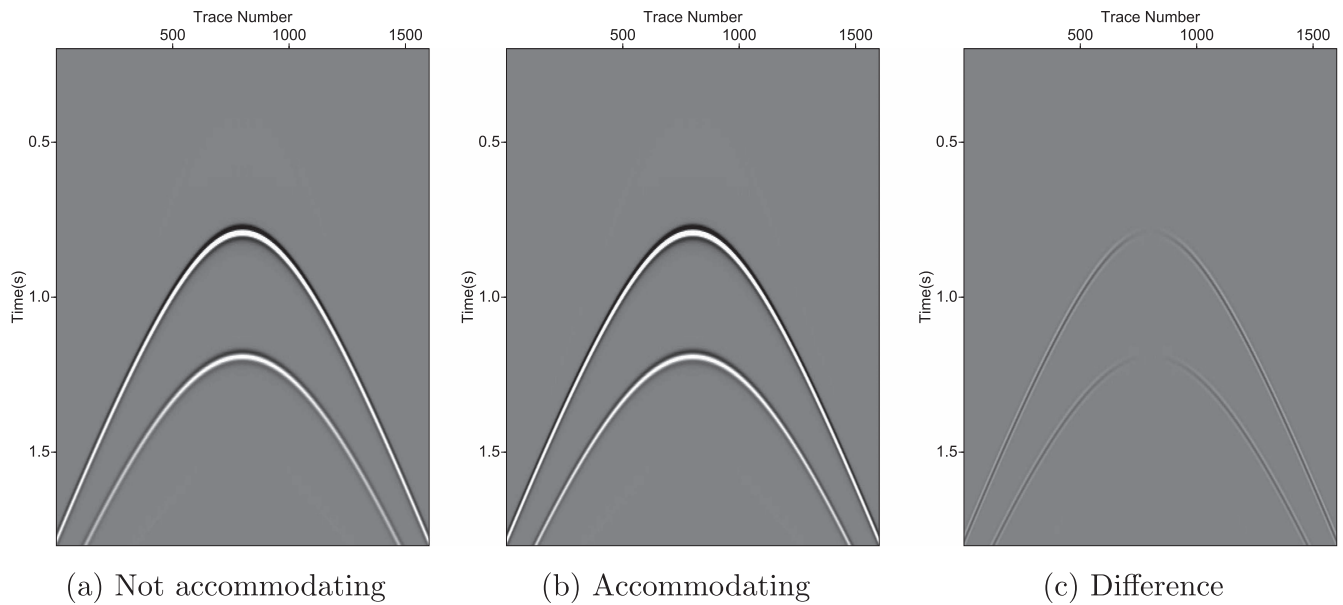 Trace Number
500 1000 1500
0.5
1.0
1.5
Time(s)
(a) Not accommodating
Trace Number
500 1000 1500
0.5
1.0
1.5
Time(s)
(b) Accommodating
Trace Number
500 1000 1500
0.5
1.0
1.5
Time(s)
(c) Difference